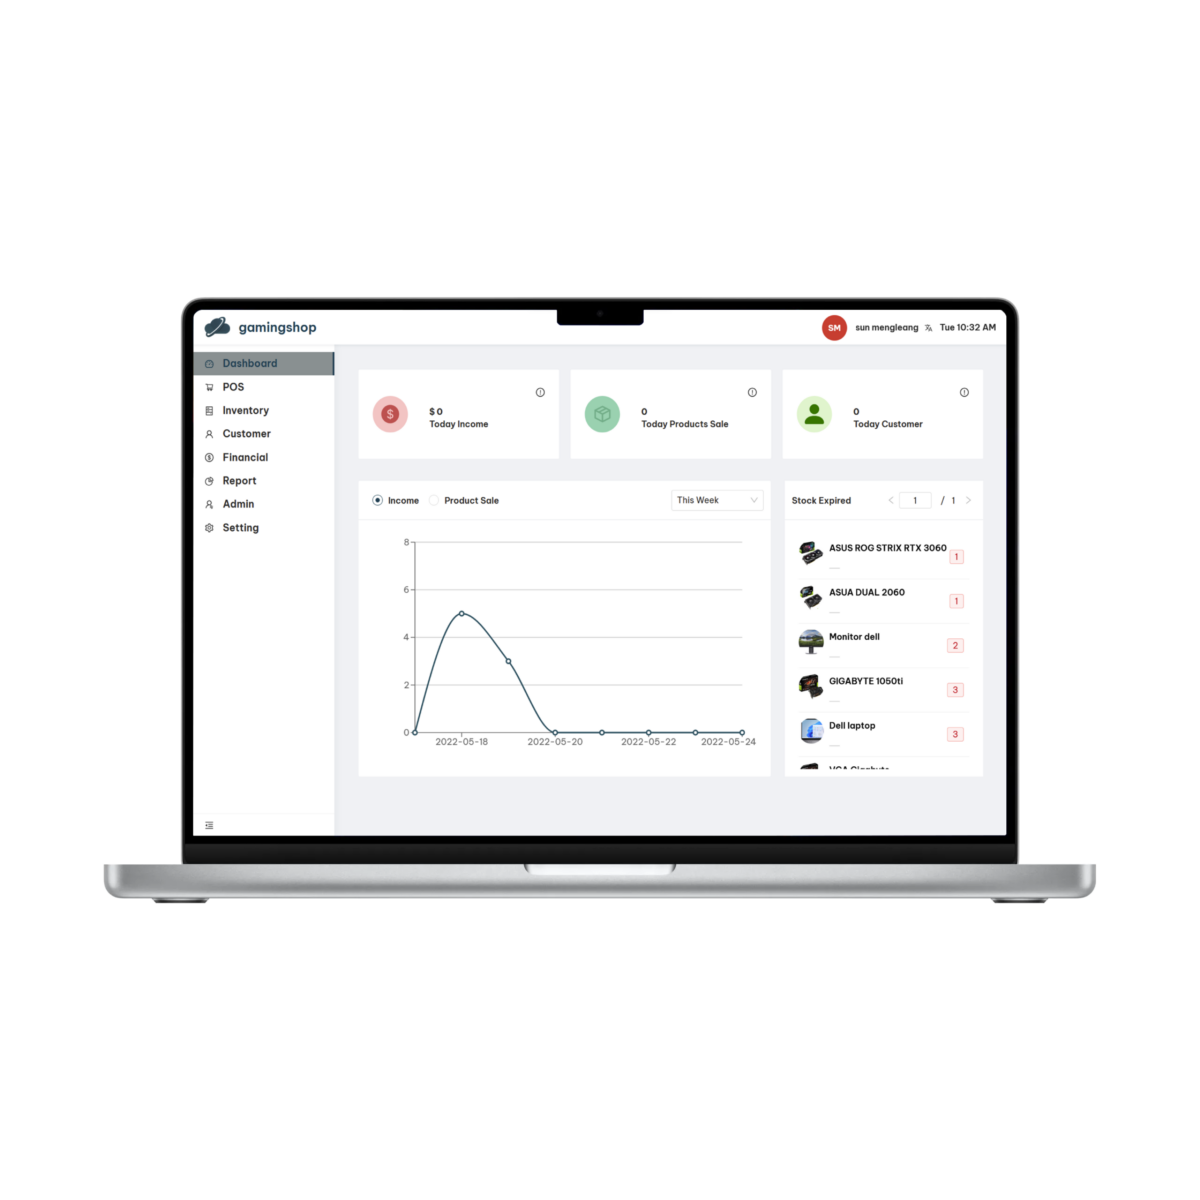 gamingshop
SM sun mengleang Tue 10:32 AM
Dashboard
POS
Inventory
Customer
Financial
Report
Admin
Setting
$ 0
Today Income
0
Today Products Sale
0
Today Customer
Income Product Sale This Week
8
6
4
2
0
2022-05-18 2022-05-20 2022-05-22 2022-05-24
Stock Expired 1 / 1
ASUS ROG STRIX RTX 3060 1
ASUA DUAL 2060 1
Monitor dell 2
GIGABYTE 1050ti 3
Dell laptop 3